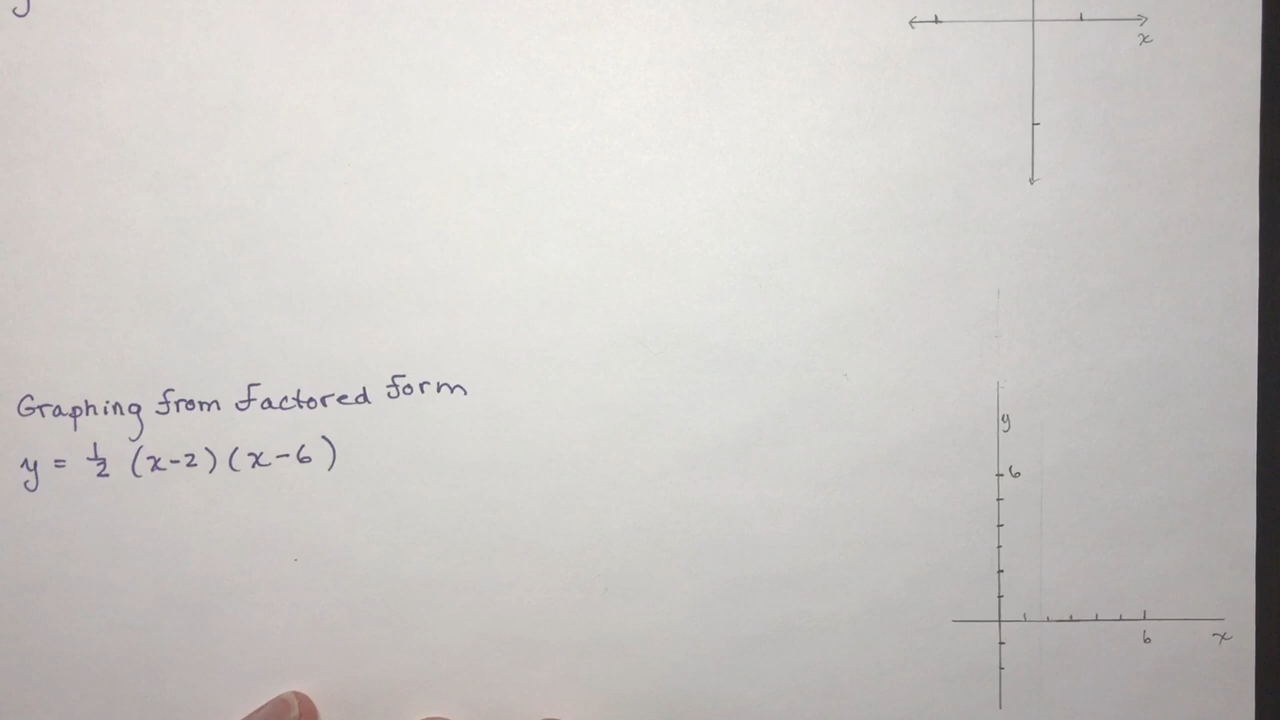 x
Graphing from factored form
y = 1/2 (x-2)(x-6)
y
6
6
x